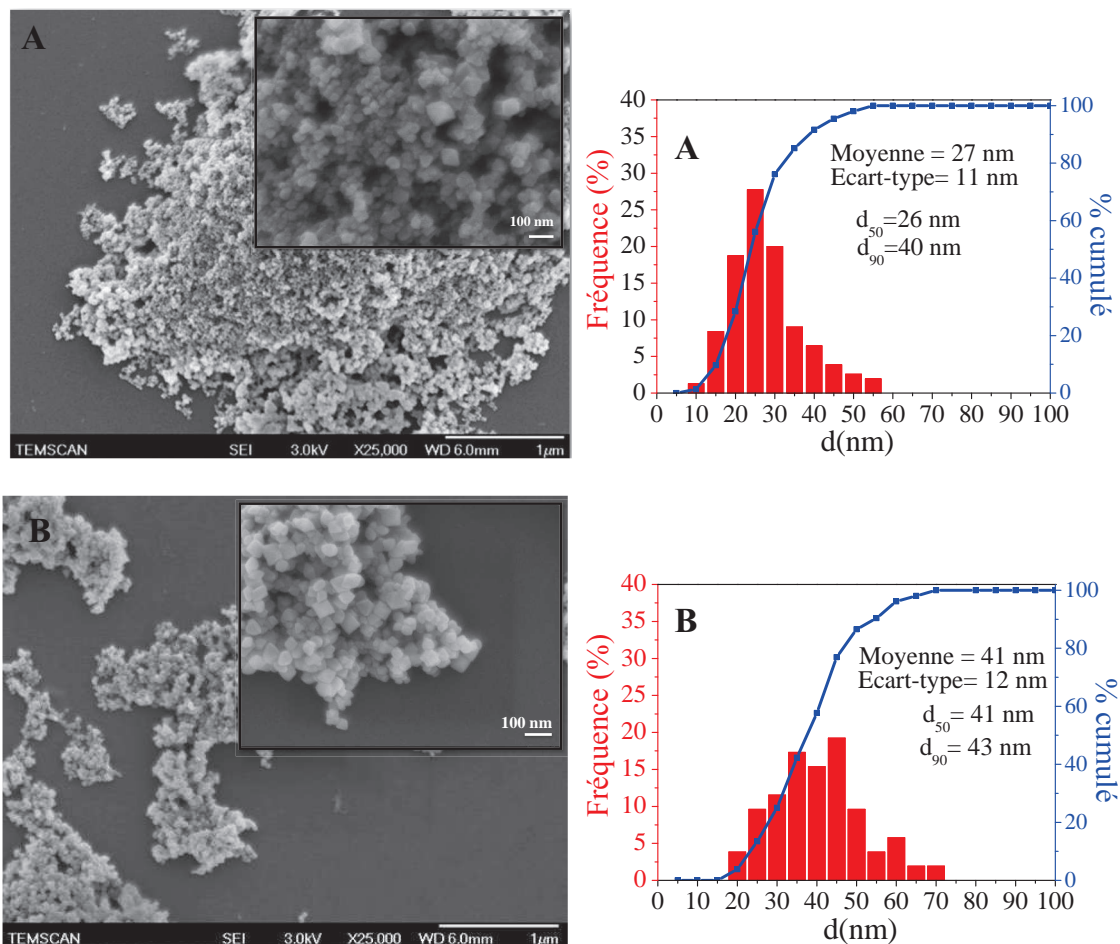 A
100 nm
TEMSCAN SEI 3.0kV X25,000 WD 6.0mm 1μm
A
Moyenne = 27 nm
Ecart-type= 11 nm
d50=26 nm
d90=40 nm
Fréquence (%)
% cumulé
40
35
30
25
20
15
10
5
0
100
80
60
40
20
0
0 10 20 30 40 50 60 70 80 90 100
d(nm)
B
100 nm
TEMSCAN SEI 3.0kV X25,000 WD 6.0mm 1μm
B
Moyenne = 41 nm
Ecart-type= 12 nm
d50= 41 nm
d90= 43 nm
Fréquence (%)
% cumulé
40
35
30
25
20
15
10
5
0
100
80
60
40
20
0
0 10 20 30 40 50 60 70 80 90 100
d(nm)